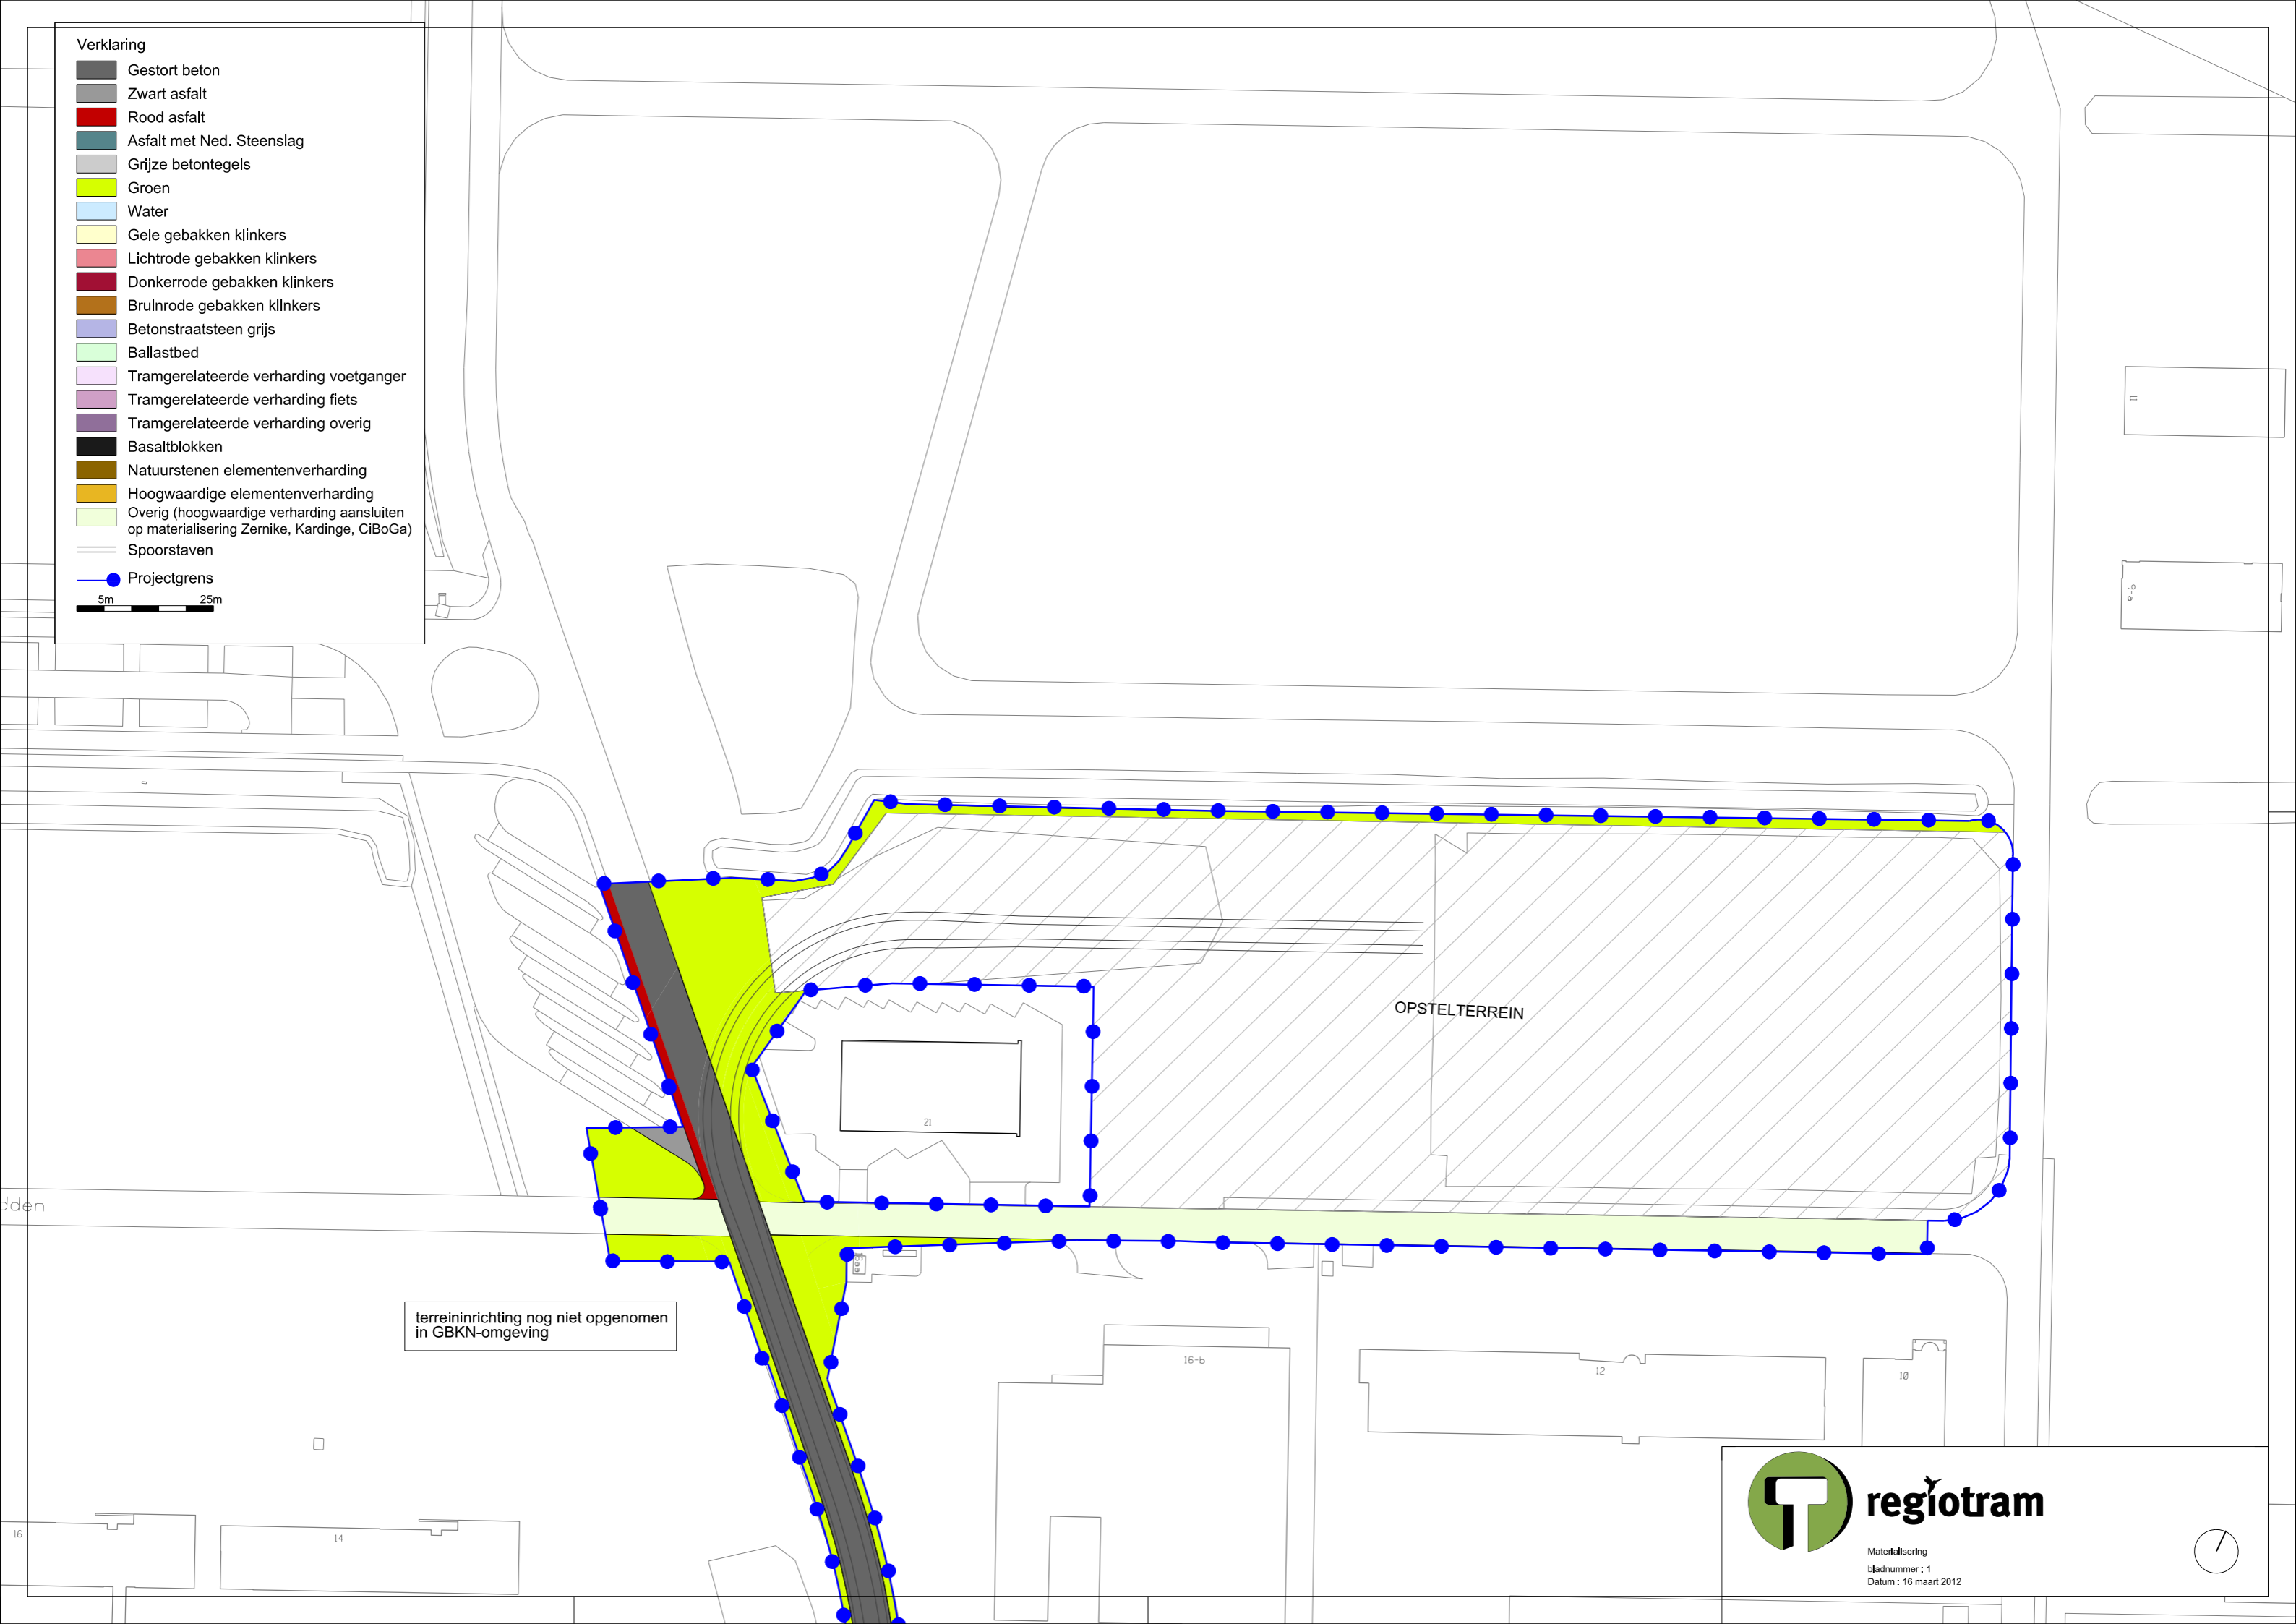 Verklaring
Gestort beton
Zwart asfalt
Rood asfalt
Asfalt met Ned. Steenslag
Grijze betontegels
Groen
Water
Gele gebakken klinkers
Lichtrode gebakken klinkers
Donkerrode gebakken klinkers
Bruinrode gebakken klinkers
Betonstraatsteen grijs
Ballastbed
Tramgerelateerde verharding voetganger
Tramgerelateerde verharding fiets
Tramgerelateerde verharding overig
Basaltblokken
Natuurstenen elementenverharding
Hoogwaardige elementenverharding
Overig (hoogwaardige verharding aansluiten
op materialisering Zernike, Kardinge, CiBoGa)
Spoorstaven
Projectgrens
5m 25m
11
9-a
OPSTELTERREIN
21
dden
terreininrichting nog niet opgenomen
in GBKN-omgeving
16-b
12
10
16
14
regiotram
Materialisering
bladnummer : 1
Datum : 16 maart 2012